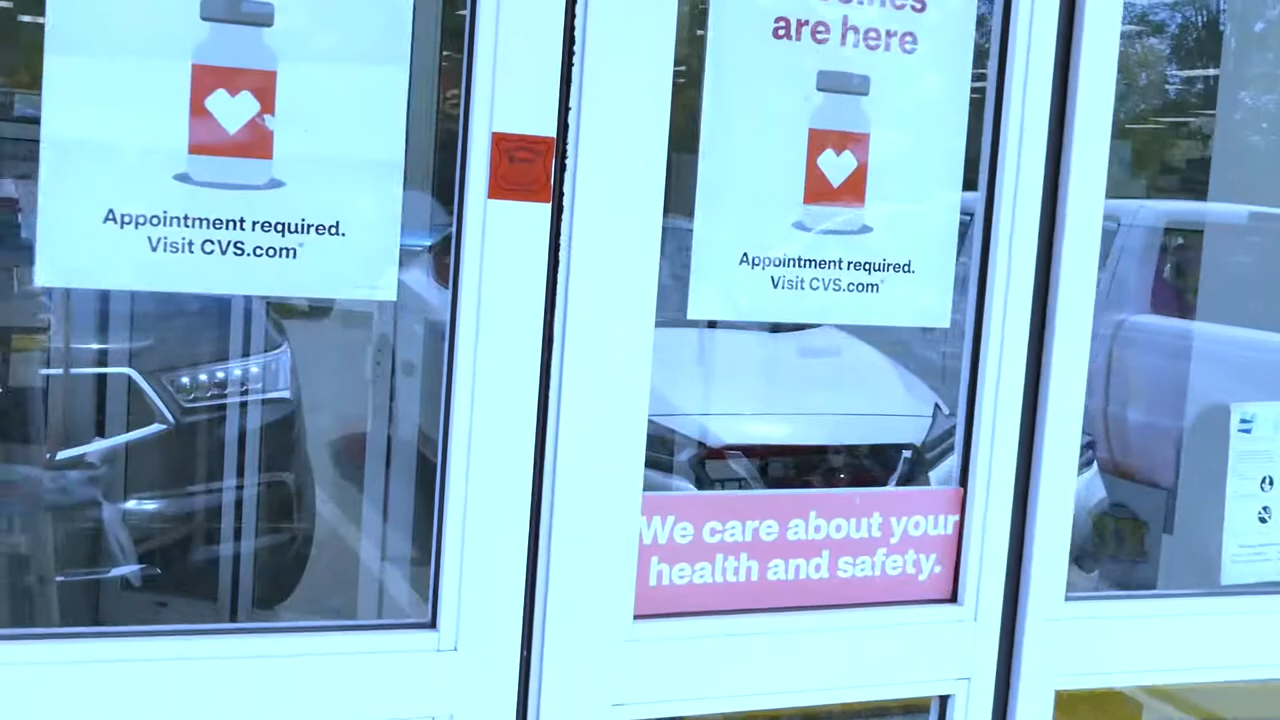 Appointment required.
Visit CVS.com
are here
Appointment required.
Visit CVS.com
We care about your
health and safety.